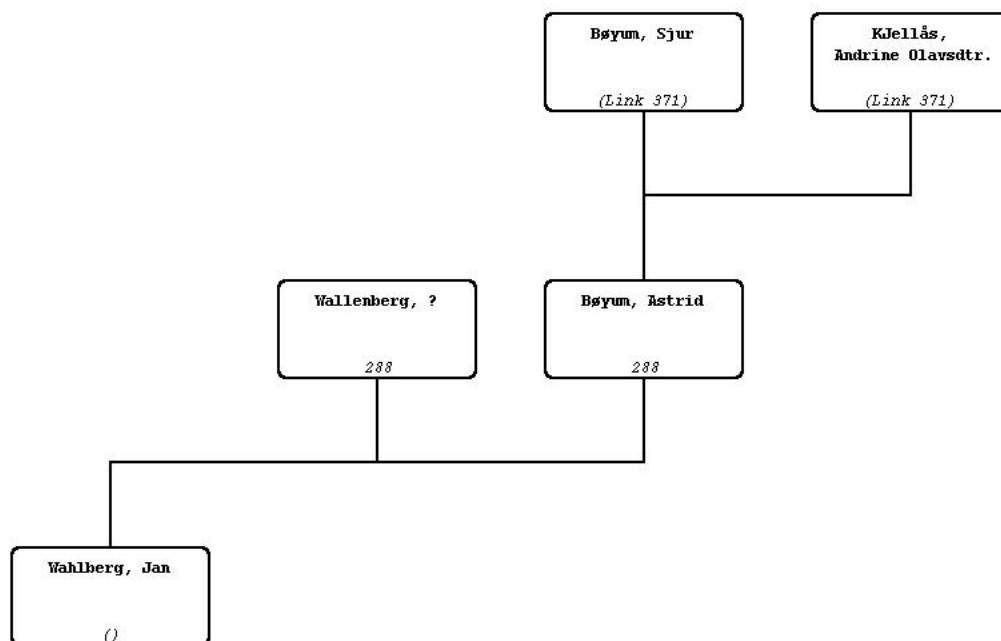 Bøyum, Sjur
(Link 371)
KJellås,
Andrine Olavsdtr.
(Link 371)
Wallenberg, ?
288
Bøyum, Astrid
288
Wahlberg, Jan
()